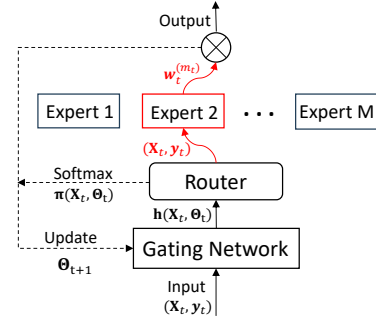 Output
w_t^(m_t)
Expert 1
Expert 2
• • •
Expert M
(X_t, y_t)
Softmax
π(X_t, Θ_t)
Router
h(X_t, Θ_t)
Update
Θ_{t+1}
Gating Network
Input
(X_t, y_t)